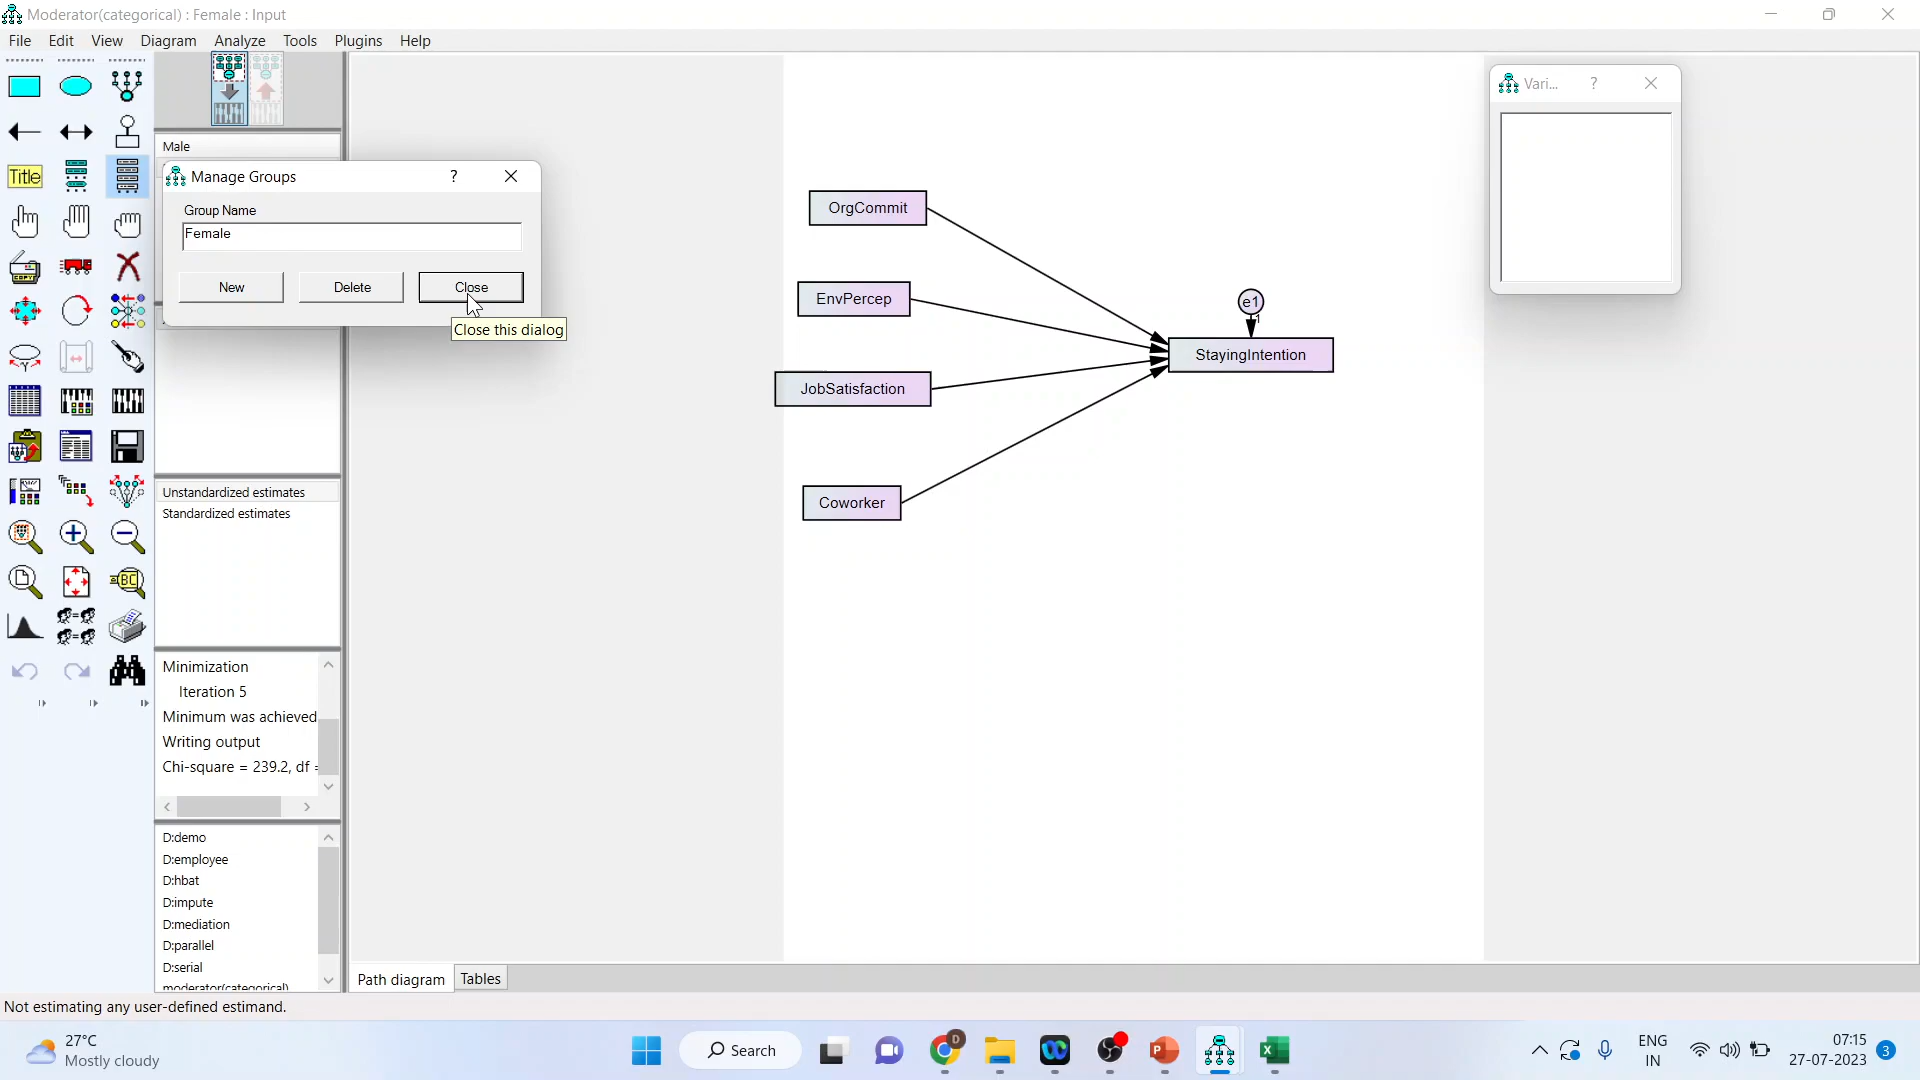 Moderator(categorical) : Female : Input
File Edit View Diagram Analyze Tools Plugins Help
Title
Male
Manage Groups ?
Group Name
Female
New Delete Close
Close this dialog
Unstandardized estimates
Standardized estimates
Minimization
Iteration 5
Minimum was achieved
Writing output
Chi-square = 239.2, df =
D:demo
D:employee
D:hbat
D:impute
D:mediation
D:parallel
D:serial
moderator(categorical)
OrgCommit
EnvPercep
JobSatisfaction
Coworker
e1
1
StayingIntention
Vari... ?
Path diagram Tables
Not estimating any user-defined estimand.
27°C
Mostly cloudy
Search
ENG
IN
07:15
27-07-2023
3